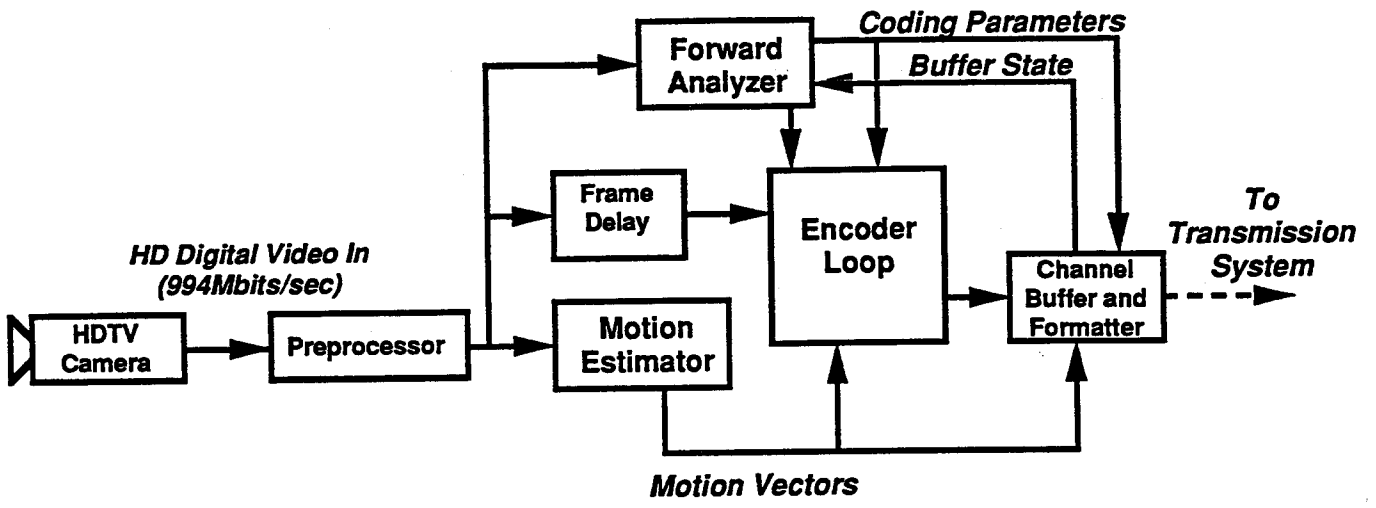 Coding Parameters
Forward
Analyzer
Buffer State
Frame
Delay
Encoder
Loop
To
Transmission
System
HD Digital Video In
(994Mbits/sec)
Channel
Buffer and
Formatter
HDTV
Camera
Preprocessor
Motion
Estimator
Motion Vectors